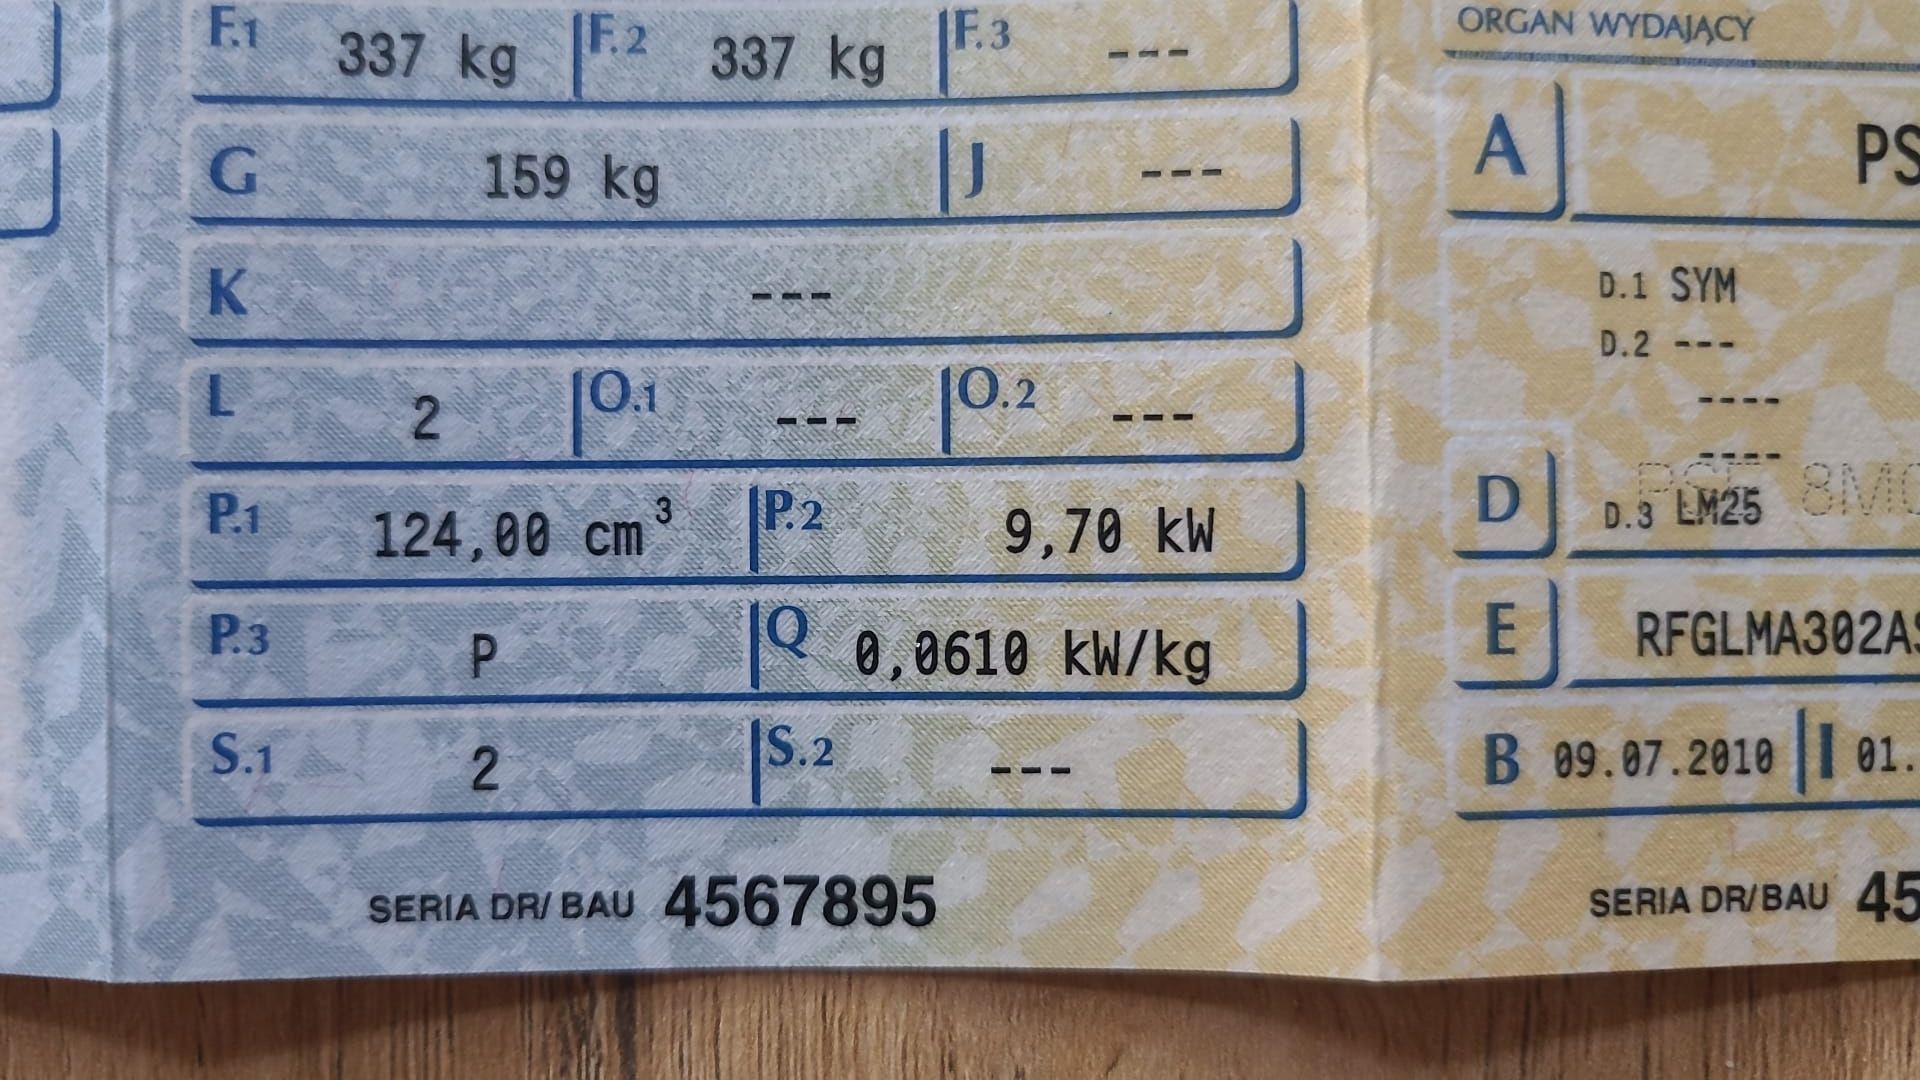 F.1 337 kg F.2 337 kg F.3 ---
G 159 kg J ---
K ---
L 2 O.1 --- O.2 ---
P.1 124,00 cm³ P.2 9,70 kW
P.3 P Q 0,0610 kW/kg
S.1 2 S.2 ---
SERIA DR/BAU 4567895
ORGAN WYDAJĄCY
A PS
D.1 SYM
D.2 ---
----
----
D D.3 LM25
E RFGLMA302A
B 09.07.2010 I 01.
SERIA DR/BAU 45